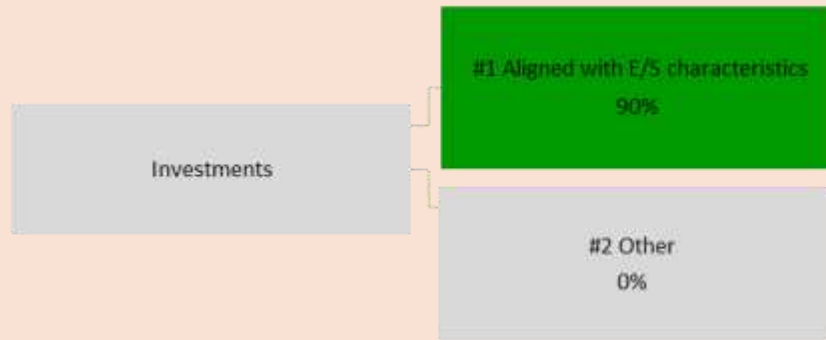 #1 Aligned with E/S characteristics
90%
Investments
#2 Other
0%